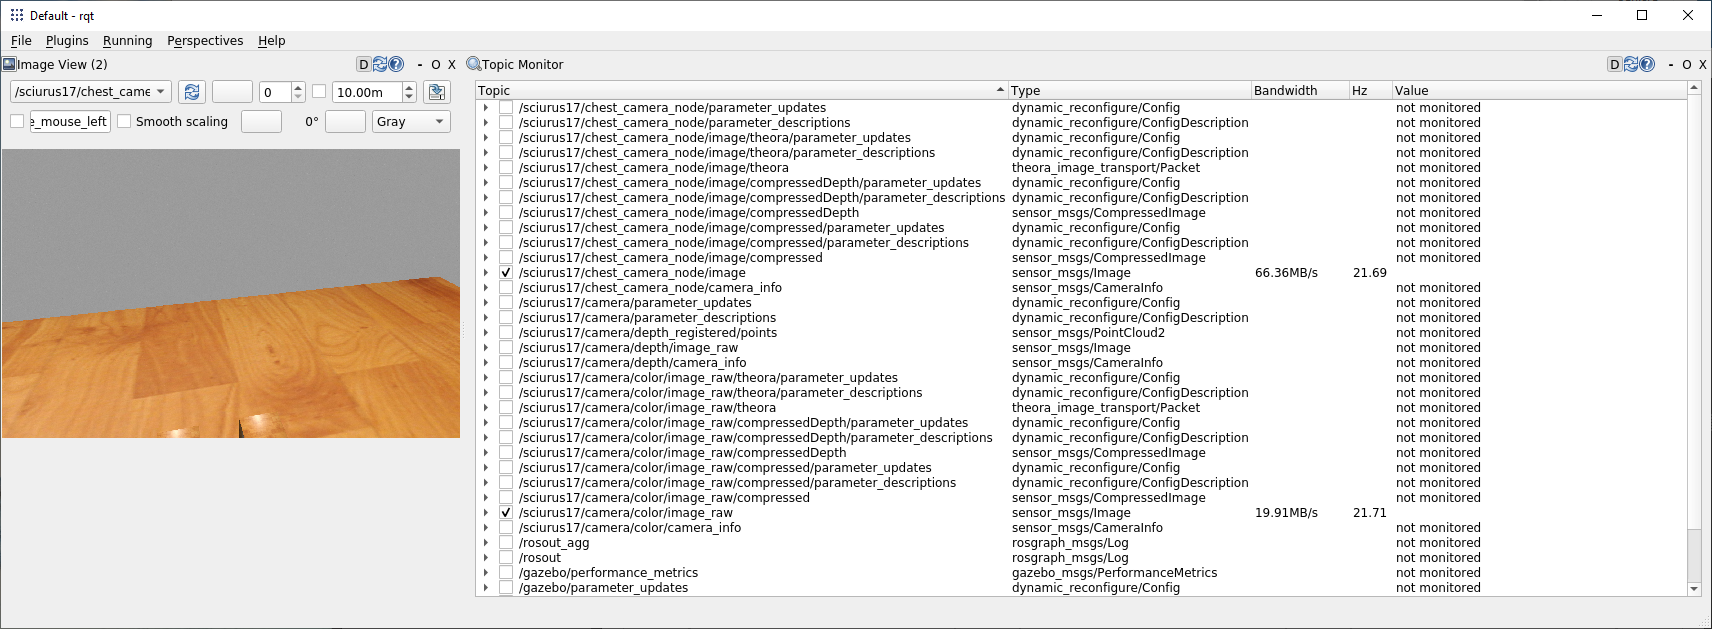 Default - rqt
File Plugins Running Perspectives Help
Image View (2) D - O X
/sciurus17/chest_came 0 10.00m
e_mouse_left Smooth scaling 0° Gray
Topic Monitor D - O X
Topic Type Bandwidth Hz Value
/sciurus17/chest_camera_node/parameter_updates dynamic_reconfigure/Config not monitored
/sciurus17/chest_camera_node/parameter_descriptions dynamic_reconfigure/ConfigDescription not monitored
/sciurus17/chest_camera_node/image/theora/parameter_updates dynamic_reconfigure/Config not monitored
/sciurus17/chest_camera_node/image/theora/parameter_descriptions dynamic_reconfigure/ConfigDescription not monitored
/sciurus17/chest_camera_node/image/theora theora_image_transport/Packet not monitored
/sciurus17/chest_camera_node/image/compressedDepth/parameter_updates dynamic_reconfigure/Config not monitored
/sciurus17/chest_camera_node/image/compressedDepth/parameter_descriptions dynamic_reconfigure/ConfigDescription not monitored
/sciurus17/chest_camera_node/image/compressedDepth sensor_msgs/CompressedImage not monitored
/sciurus17/chest_camera_node/image/compressed/parameter_updates dynamic_reconfigure/Config not monitored
/sciurus17/chest_camera_node/image/compressed/parameter_descriptions dynamic_reconfigure/ConfigDescription not monitored
/sciurus17/chest_camera_node/image/compressed sensor_msgs/CompressedImage not monitored
/sciurus17/chest_camera_node/image sensor_msgs/Image 66.36MB/s 21.69
/sciurus17/chest_camera_node/camera_info sensor_msgs/CameraInfo not monitored
/sciurus17/camera/parameter_updates dynamic_reconfigure/Config not monitored
/sciurus17/camera/parameter_descriptions dynamic_reconfigure/ConfigDescription not monitored
/sciurus17/camera/depth_registered/points sensor_msgs/PointCloud2 not monitored
/sciurus17/camera/depth/image_raw sensor_msgs/Image not monitored
/sciurus17/camera/depth/camera_info sensor_msgs/CameraInfo not monitored
/sciurus17/camera/color/image_raw/theora/parameter_updates dynamic_reconfigure/Config not monitored
/sciurus17/camera/color/image_raw/theora/parameter_descriptions dynamic_reconfigure/ConfigDescription not monitored
/sciurus17/camera/color/image_raw/theora theora_image_transport/Packet not monitored
/sciurus17/camera/color/image_raw/compressedDepth/parameter_updates dynamic_reconfigure/Config not monitored
/sciurus17/camera/color/image_raw/compressedDepth/parameter_descriptions dynamic_reconfigure/ConfigDescription not monitored
/sciurus17/camera/color/image_raw/compressedDepth sensor_msgs/CompressedImage not monitored
/sciurus17/camera/color/image_raw/compressed/parameter_updates dynamic_reconfigure/Config not monitored
/sciurus17/camera/color/image_raw/compressed/parameter_descriptions dynamic_reconfigure/ConfigDescription not monitored
/sciurus17/camera/color/image_raw/compressed sensor_msgs/CompressedImage not monitored
/sciurus17/camera/color/image_raw sensor_msgs/Image 19.91MB/s 21.71
/sciurus17/camera/color/camera_info sensor_msgs/CameraInfo not monitored
/rosout_agg rosgraph_msgs/Log not monitored
/rosout rosgraph_msgs/Log not monitored
/gazebo/performance_metrics gazebo_msgs/PerformanceMetrics not monitored
/gazebo/parameter_updates dynamic_reconfigure/Config not monitored